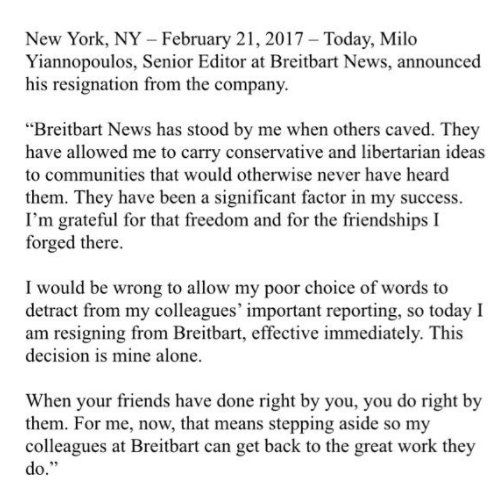 New York, NY – February 21, 2017 – Today, Milo
Yiannopoulos, Senior Editor at Breitbart News, announced
his resignation from the company.
“Breitbart News has stood by me when others caved. They
have allowed me to carry conservative and libertarian ideas
to communities that would otherwise never have heard
them. They have been a significant factor in my success.
I’m grateful for that freedom and for the friendships I
forged there.
I would be wrong to allow my poor choice of words to
detract from my colleagues’ important reporting, so today I
am resigning from Breitbart, effective immediately. This
decision is mine alone.
When your friends have done right by you, you do right by
them. For me, now, that means stepping aside so my
colleagues at Breitbart can get back to the great work they
do.”